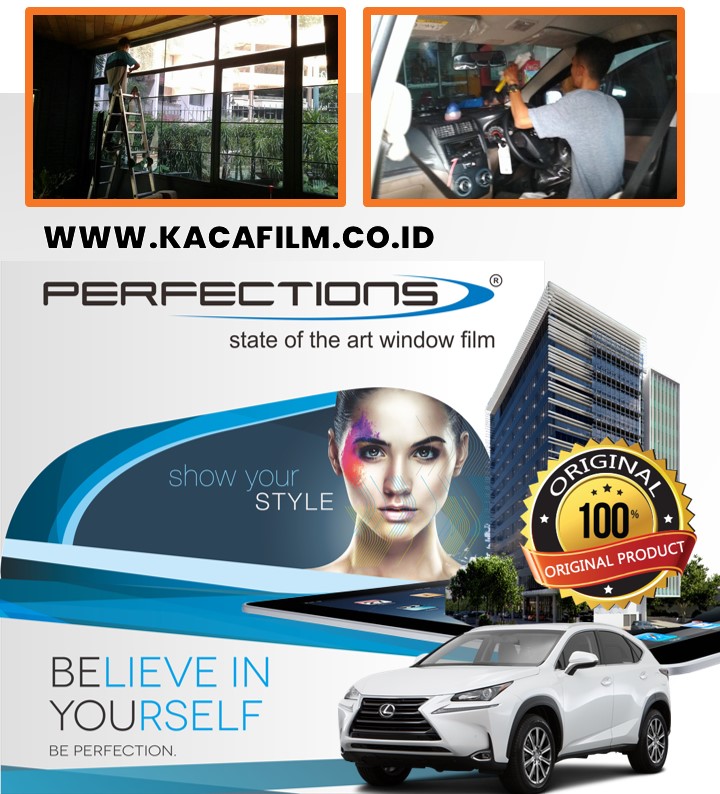 WWW.KACAFILM.CO.ID
PERFECTIONS®
state of the art window film
show your
STYLE
ORIGINAL
100%
ORIGINAL PRODUCT
BELIEVE IN
YOURSELF
BE PERFECTION.